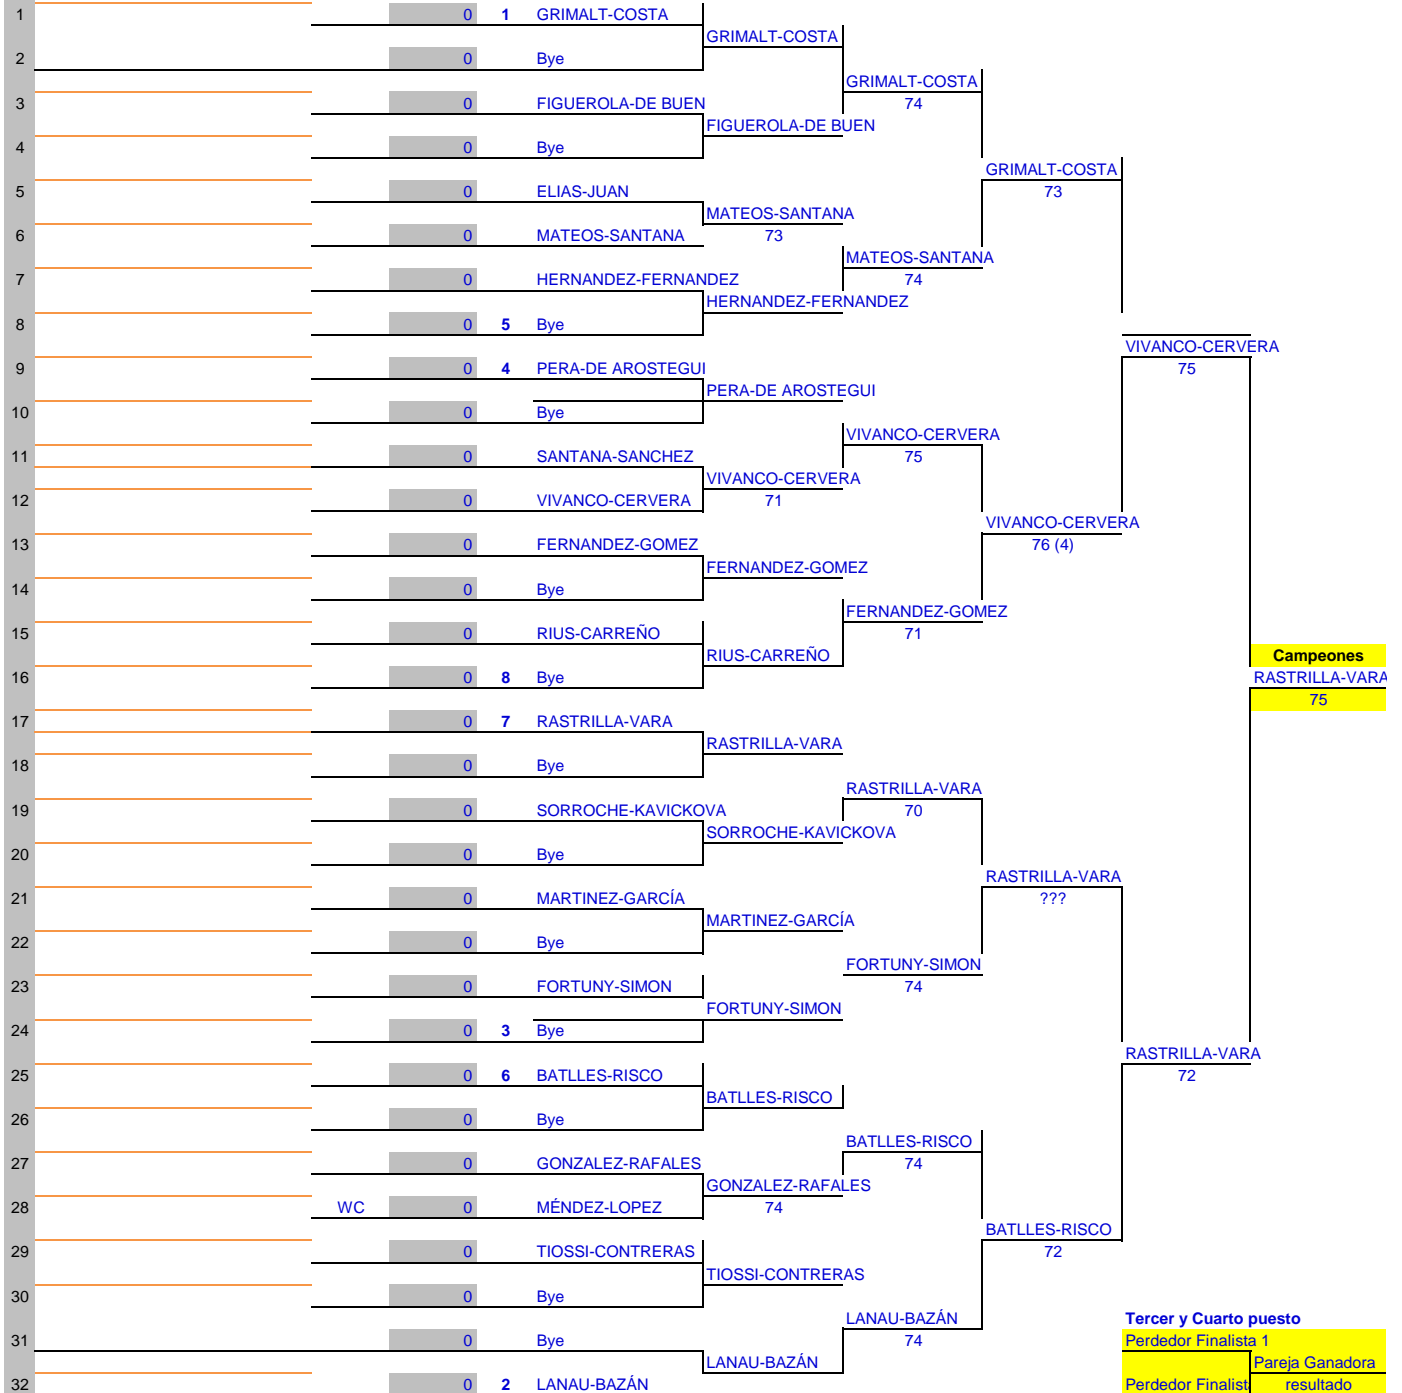 1 0 1 GRIMALT-COSTA
GRIMALT-COSTA
2 0 Bye
GRIMALT-COSTA
3 0 FIGUEROLA-DE BUEN 74
FIGUEROLA-DE BUEN
4 0 Bye
GRIMALT-COSTA
5 0 ELIAS-JUAN 73
MATEOS-SANTANA
6 0 MATEOS-SANTANA 73
MATEOS-SANTANA
7 0 HERNANDEZ-FERNANDEZ 74
HERNANDEZ-FERNANDEZ
8 0 5 Bye
VIVANCO-CERVERA
9 0 4 PERA-DE AROSTEGUI 75
PERA-DE AROSTEGUI
10 0 Bye
VIVANCO-CERVERA
11 0 SANTANA-SANCHEZ 75
VIVANCO-CERVERA
12 0 VIVANCO-CERVERA 71
VIVANCO-CERVERA
13 0 FERNANDEZ-GOMEZ 76 (4)
FERNANDEZ-GOMEZ
14 0 Bye
FERNANDEZ-GOMEZ
15 0 RIUS-CARREÑO 71
RIUS-CARREÑO Campeones
16 0 8 Bye RASTRILLA-VARA
75
17 0 7 RASTRILLA-VARA
RASTRILLA-VARA
18 0 Bye
RASTRILLA-VARA
19 0 SORROCHE-KAVICKOVA 70
SORROCHE-KAVICKOVA
20 0 Bye
RASTRILLA-VARA
21 0 MARTINEZ-GARCÍA ???
MARTINEZ-GARCÍA
22 0 Bye
FORTUNY-SIMON
23 0 FORTUNY-SIMON 74
FORTUNY-SIMON
24 0 3 Bye
RASTRILLA-VARA
25 0 6 BATLLES-RISCO 72
BATLLES-RISCO
26 0 Bye
BATLLES-RISCO
27 0 GONZALEZ-RAFALES 74
GONZALEZ-RAFALES
28 WC 0 MÉNDEZ-LOPEZ 74
BATLLES-RISCO
29 0 TIOSSI-CONTRERAS 72
TIOSSI-CONTRERAS
30 0 Bye
LANAU-BAZÁN Tercer y Cuarto puesto
31 0 Bye 74 Perdedor Finalista 1
LANAU-BAZÁN Pareja Ganadora
32 0 2 LANAU-BAZÁN Perdedor Finalist resultado